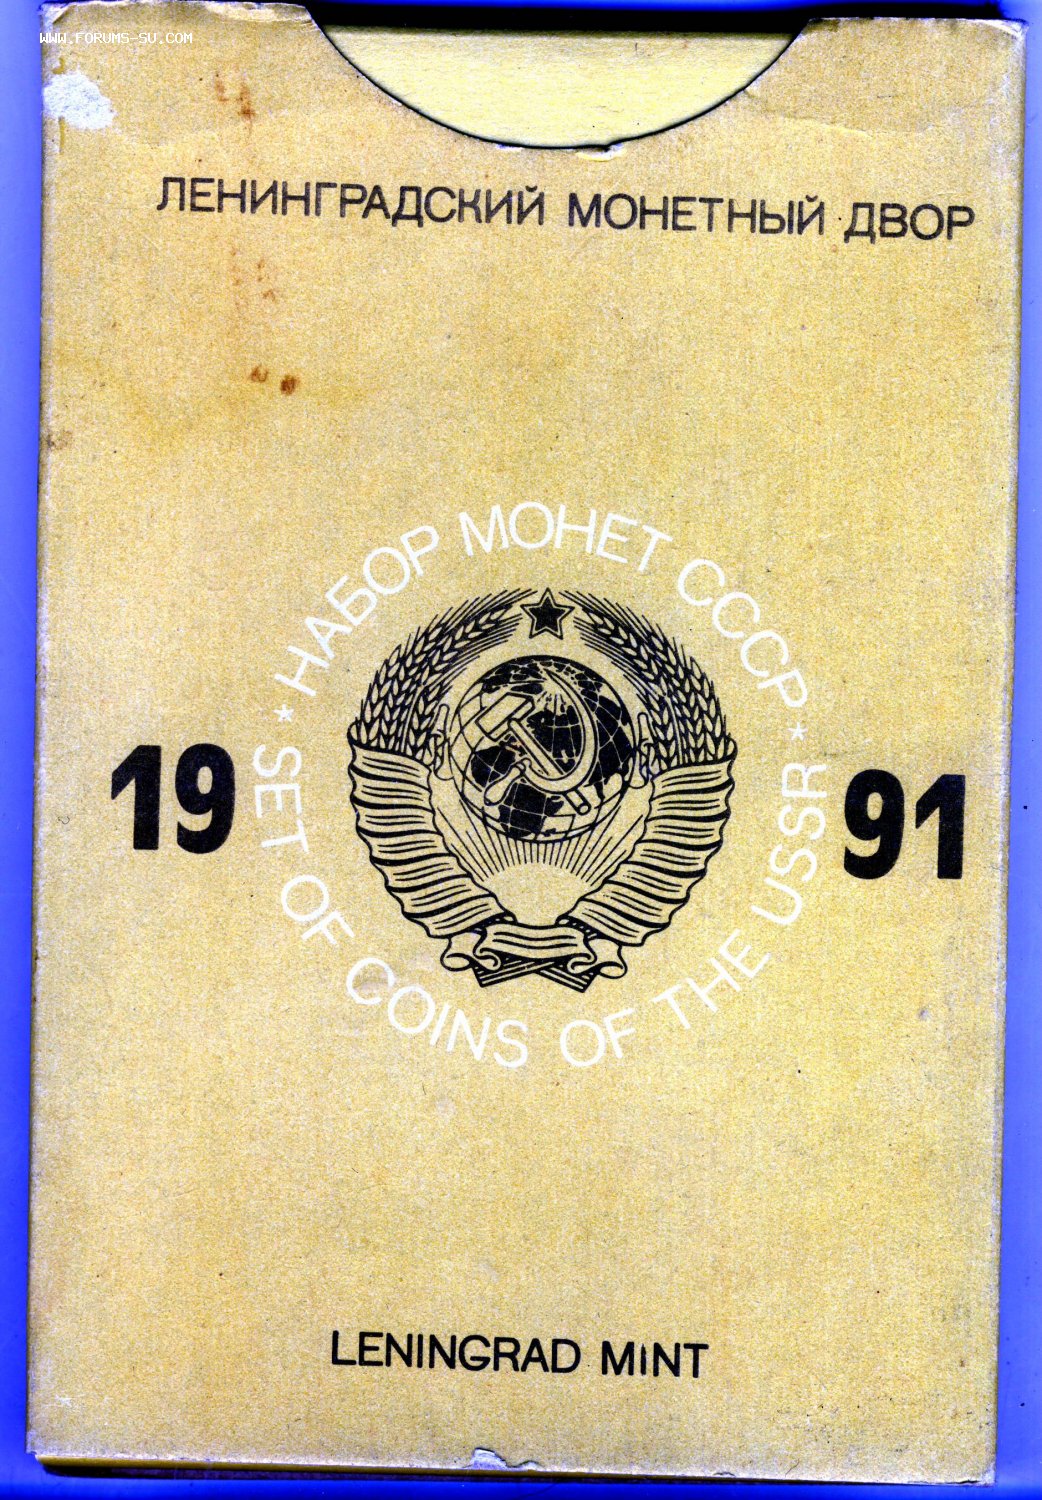 WWW.FORUMS-SU.COM
ЛЕНИНГРАДСКИЙ МОНЕТНЫЙ ДВОР
* НАБОР МОНЕТ СССР *
19 91
SET OF COINS OF THE USSR
LENINGRAD MINT